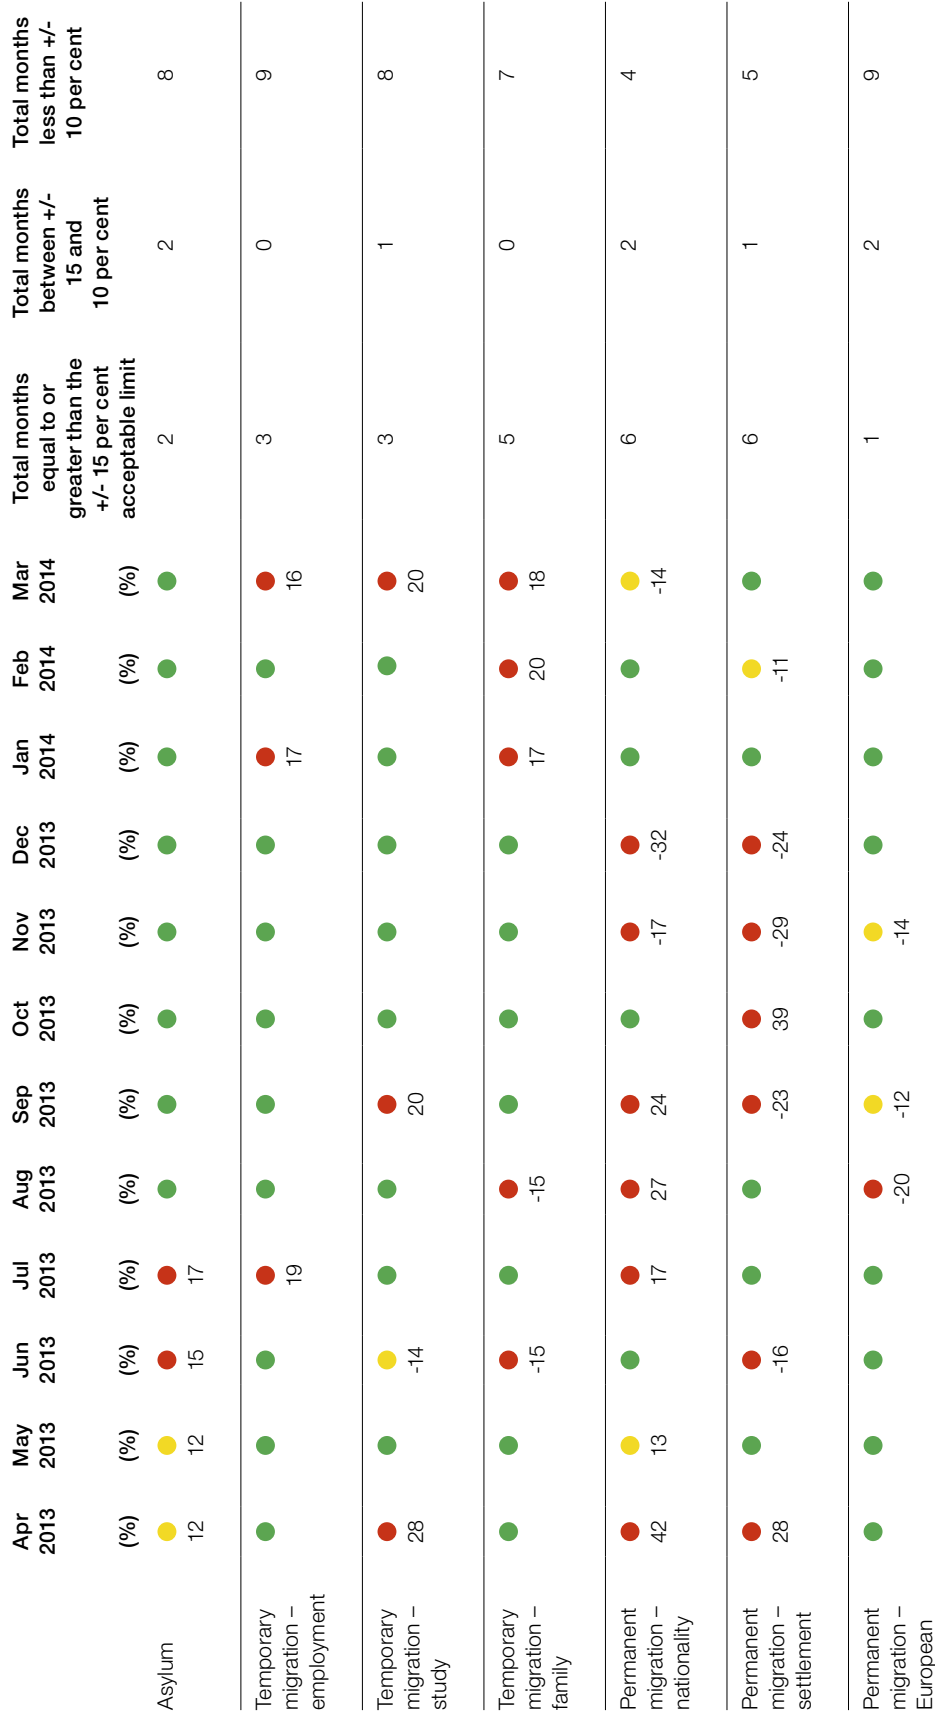 Apr 2013 (%)
May 2013 (%)
Jun 2013 (%)
Jul 2013 (%)
Aug 2013 (%)
Sep 2013 (%)
Oct 2013 (%)
Nov 2013 (%)
Dec 2013 (%)
Jan 2014 (%)
Feb 2014 (%)
Mar 2014 (%)
Total months
equal to or
greater than the
+/- 15 per cent
acceptable limit
Total months
between +/-
15 and
10 per cent
Total months
less than +/-
10 per cent
Asylum
12 12 15 17 2 2 8
Temporary
migration –
employment
19 17 16 3 0 9
Temporary
migration –
study
28 -14 20 20 3 1 8
Temporary
migration –
family
-15 -15 17 20 18 5 0 7
Permanent
migration –
nationality
42 13 17 27 24 -17 -32 -14 6 2 4
Permanent
migration –
settlement
28 -16 -23 39 -29 -24 -11 6 1 5
Permanent
migration –
European
-20 -12 -14 1 2 9